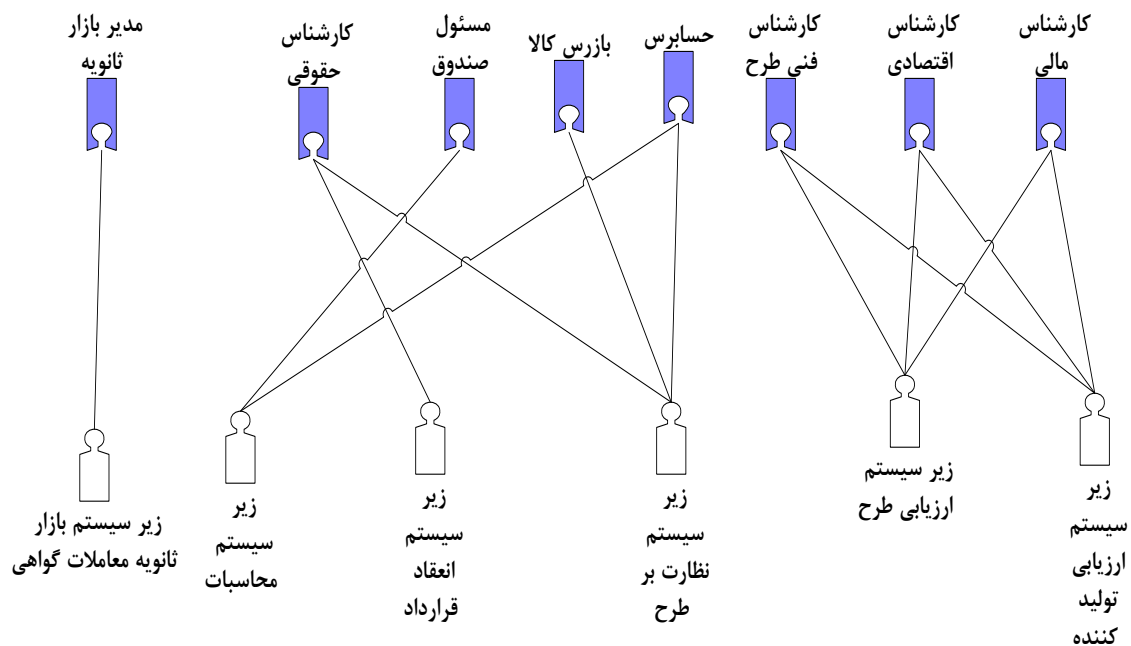 کارشناس
مالی
کارشناس
اقتصادی
کارشناس
فنی طرح
حسابرس
بازرس کالا
مسئول
صندوق
کارشناس
حقوقی
مدیر بازار
ثانویه
زیر
سیستم
ارزیابی
تولید
کننده
زیر سیستم
ارزیابی طرح
زیر
سیستم
نظارت بر
طرح
زیر
سیستم
انعقاد
قرارداد
زیر
سیستم
محاسبات
زیر سیستم بازار
ثانویه معاملات گواهی